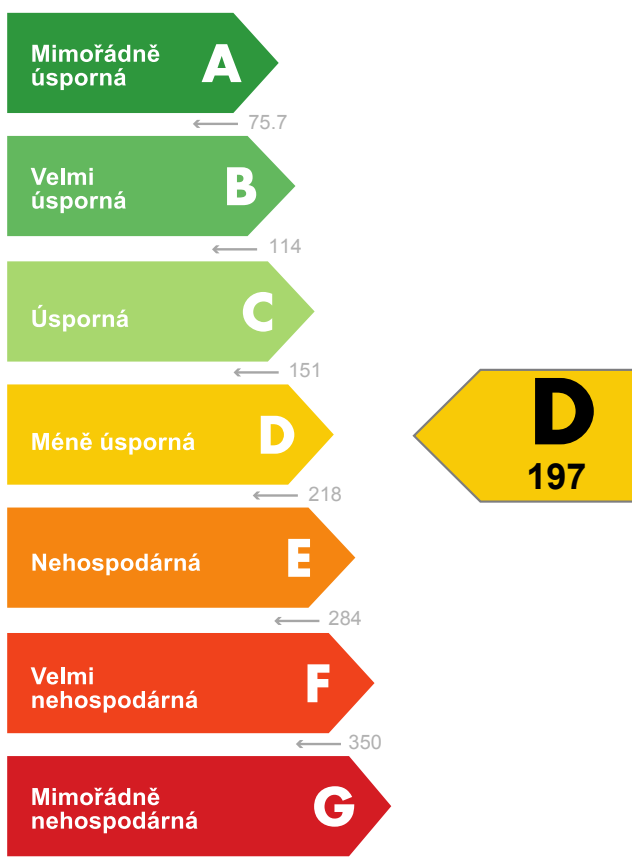 Mimořádně
úsporná
A
← 75.7
Velmi
úsporná
B
← 114
Úsporná
C
← 151
Méně úsporná
D
D
197
← 218
Nehospodárná
E
← 284
Velmi
nehospodárná
F
← 350
Mimořádně
nehospodárná
G